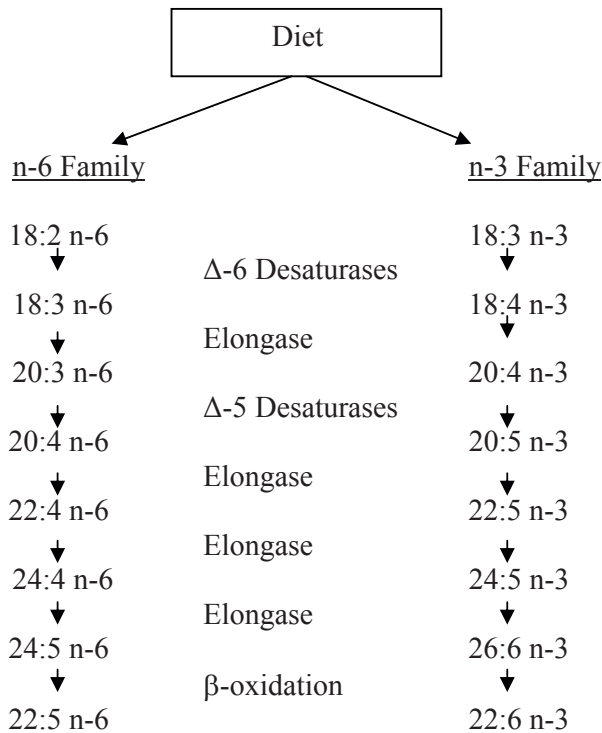 Diet
n-6 Family n-3 Family
18:2 n-6 18:3 n-3
Δ-6 Desaturases
18:3 n-6 18:4 n-3
Elongase
20:3 n-6 20:4 n-3
Δ-5 Desaturases
20:4 n-6 20:5 n-3
Elongase
22:4 n-6 22:5 n-3
Elongase
24:4 n-6 24:5 n-3
Elongase
24:5 n-6 26:6 n-3
β-oxidation
22:5 n-6 22:6 n-3